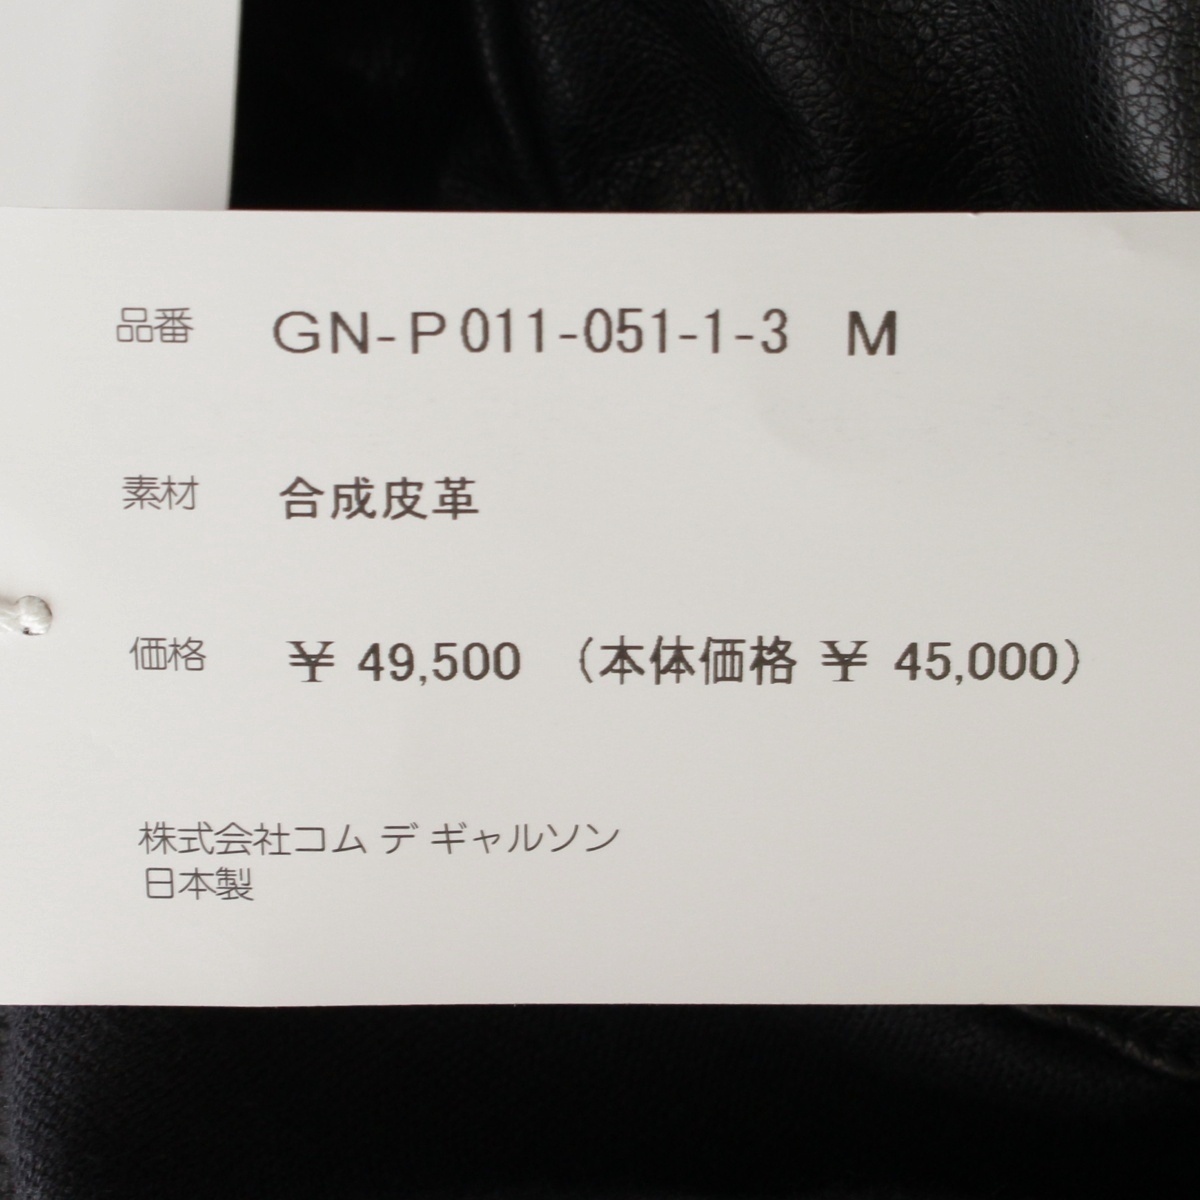 品番 GN-P011-051-1-3 M
素材 合成皮革
価格 ¥ 49,500 (本体価格 ¥ 45,000)
株式会社コム デ ギャルソン
日本製